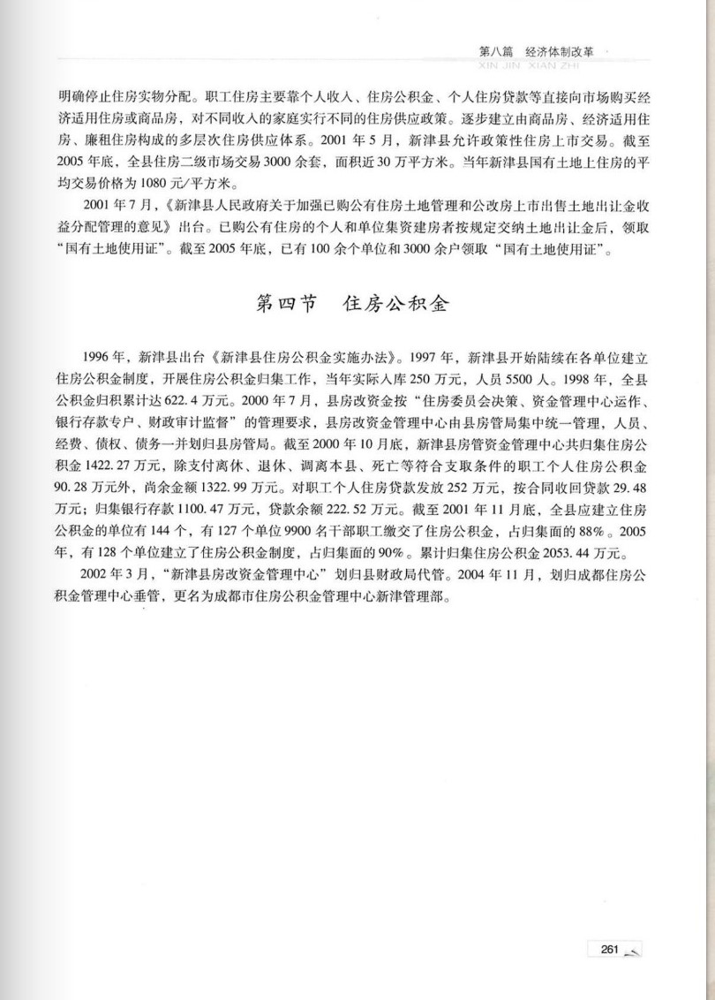 第八篇　经济体制改革
XIN JIN XIAN ZHI
明确停止住房实物分配。职工住房主要靠个人收入、住房公积金、个人住房贷款等直接向市场购买经
济适用住房或商品房，对不同收入的家庭实行不同的住房供应政策。逐步建立由商品房、经济适用住
房、廉租住房构成的多层次住房供应体系。2001 年 5 月，新津县允许政策性住房上市交易。截至
2005 年底，全县住房二级市场交易 3000 余套，面积近 30 万平方米。当年新津县国有土地上住房的平
均交易价格为 1080 元/平方米。
2001 年 7 月，《新津县人民政府关于加强已购公有住房土地管理和公改房上市出售土地出让金收
益分配管理的意见》出台。已购公有住房的个人和单位集资建房者按规定交纳土地出让金后，领取
“国有土地使用证”。截至 2005 年底，已有 100 余个单位和 3000 余户领取 “国有土地使用证”。
第四节　住房公积金
1996 年，新津县出台《新津县住房公积金实施办法》。1997 年，新津县开始陆续在各单位建立
住房公积金制度，开展住房公积金归集工作，当年实际入库 250 万元，人员 5500 人。1998 年，全县
公积金归积累计达 622. 4 万元。2000 年 7 月，县房改资金按 “住房委员会决策、资金管理中心运作、
银行存款专户、财政审计监督” 的管理要求，县房改资金管理中心由县房管局集中统一管理，人员、
经费、债权、债务一并划归县房管局。截至 2000 年 10 月底，新津县房管资金管理中心共归集住房公
积金 1422. 27 万元，除支付离休、退休、调离本县、死亡等符合支取条件的职工个人住房公积金
90. 28 万元外，尚余金额 1322. 99 万元。对职工个人住房贷款发放 252 万元，按合同收回贷款 29. 48
万元；归集银行存款 1100. 47 万元，贷款余额 222. 52 万元。截至 2001 年 11 月底，全县应建立住房
公积金的单位有 144 个，有 127 个单位 9900 名干部职工缴交了住房公积金，占归集面的 88%。2005
年，有 128 个单位建立了住房公积金制度，占归集面的 90%。累计归集住房公积金 2053. 44 万元。
2002 年 3 月，“新津县房改资金管理中心” 划归县财政局代管。2004 年 11 月，划归成都住房公
积金管理中心垂管，更名为成都市住房公积金管理中心新津管理部。
261